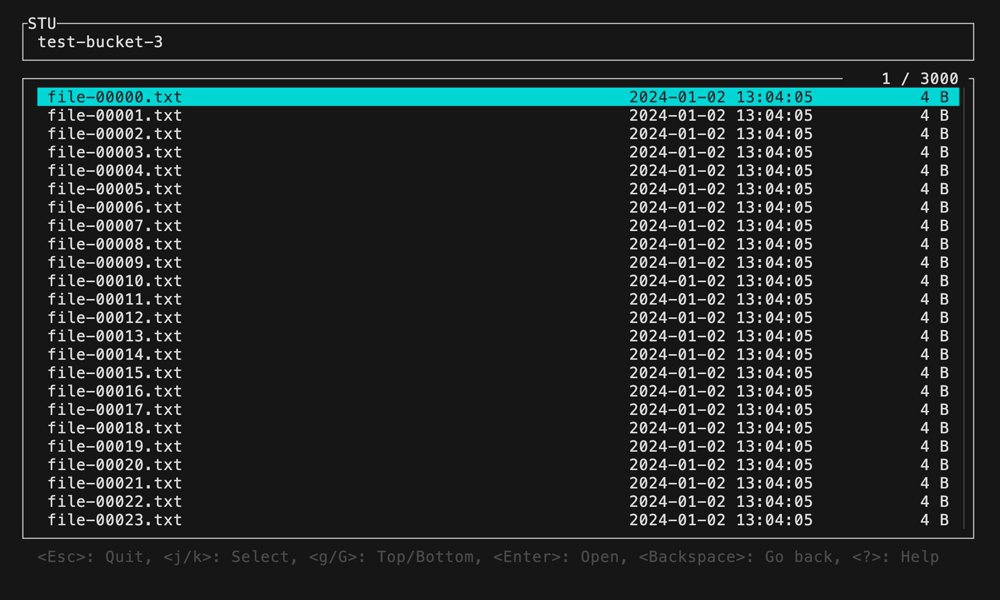 STU
test-bucket-3
1 / 3000
file-00000.txt 2024-01-02 13:04:05 4 B
file-00001.txt 2024-01-02 13:04:05 4 B
file-00002.txt 2024-01-02 13:04:05 4 B
file-00003.txt 2024-01-02 13:04:05 4 B
file-00004.txt 2024-01-02 13:04:05 4 B
file-00005.txt 2024-01-02 13:04:05 4 B
file-00006.txt 2024-01-02 13:04:05 4 B
file-00007.txt 2024-01-02 13:04:05 4 B
file-00008.txt 2024-01-02 13:04:05 4 B
file-00009.txt 2024-01-02 13:04:05 4 B
file-00010.txt 2024-01-02 13:04:05 4 B
file-00011.txt 2024-01-02 13:04:05 4 B
file-00012.txt 2024-01-02 13:04:05 4 B
file-00013.txt 2024-01-02 13:04:05 4 B
file-00014.txt 2024-01-02 13:04:05 4 B
file-00015.txt 2024-01-02 13:04:05 4 B
file-00016.txt 2024-01-02 13:04:05 4 B
file-00017.txt 2024-01-02 13:04:05 4 B
file-00018.txt 2024-01-02 13:04:05 4 B
file-00019.txt 2024-01-02 13:04:05 4 B
file-00020.txt 2024-01-02 13:04:05 4 B
file-00021.txt 2024-01-02 13:04:05 4 B
file-00022.txt 2024-01-02 13:04:05 4 B
file-00023.txt 2024-01-02 13:04:05 4 B
<Esc>: Quit, <j/k>: Select, <g/G>: Top/Bottom, <Enter>: Open, <Backspace>: Go back, <?>: Help